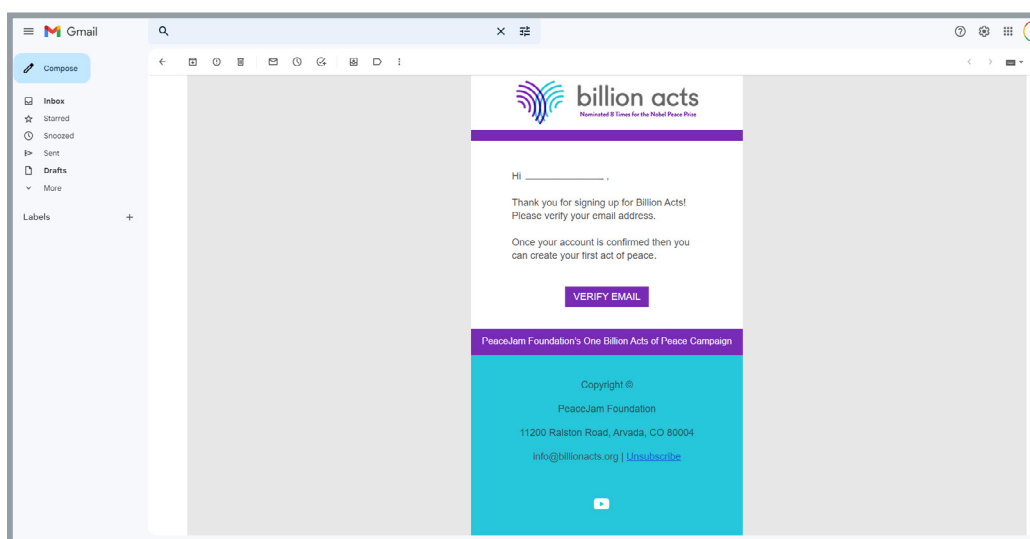 Gmail
Compose
Inbox
Starred
Snoozed
Sent
Drafts
More
Labels
billion acts
Nominated 8 Times for the Nobel Peace Prize
Hi ________________ ,
Thank you for signing up for Billion Acts!
Please verify your email address.
Once your account is confirmed then you
can create your first act of peace.
VERIFY EMAIL
PeaceJam Foundation's One Billion Acts of Peace Campaign
Copyright ©
PeaceJam Foundation
11200 Ralston Road, Arvada, CO 80004
info@billionacts.org | Unsubscribe